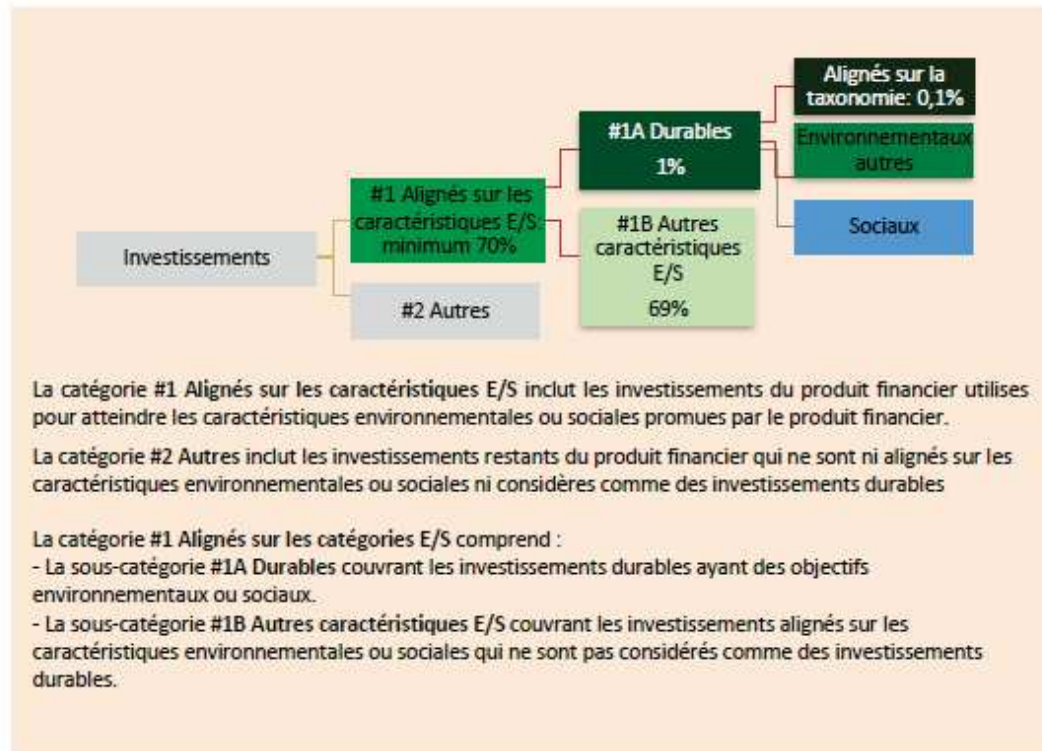 Alignés sur la
taxonomie: 0,1%
#1A Durables
1%
Environnementaux
autres
#1 Alignés sur les
caractéristiques E/S:
minimum 70%
#1B Autres
caractéristiques
E/S
69%
Sociaux
Investissements
#2 Autres
La catégorie #1 Alignés sur les caractéristiques E/S inclut les investissements du produit financier utilises
pour atteindre les caractéristiques environnementales ou sociales promues par le produit financier.
La catégorie #2 Autres inclut les investissements restants du produit financier qui ne sont ni alignés sur les
caractéristiques environnementales ou sociales ni considères comme des investissements durables
La catégorie #1 Alignés sur les catégories E/S comprend :
- La sous-catégorie #1A Durables couvrant les investissements durables ayant des objectifs
environnementaux ou sociaux.
- La sous-catégorie #1B Autres caractéristiques E/S couvrant les investissements alignés sur les
caractéristiques environnementales ou sociales qui ne sont pas considérés comme des investissements
durables.